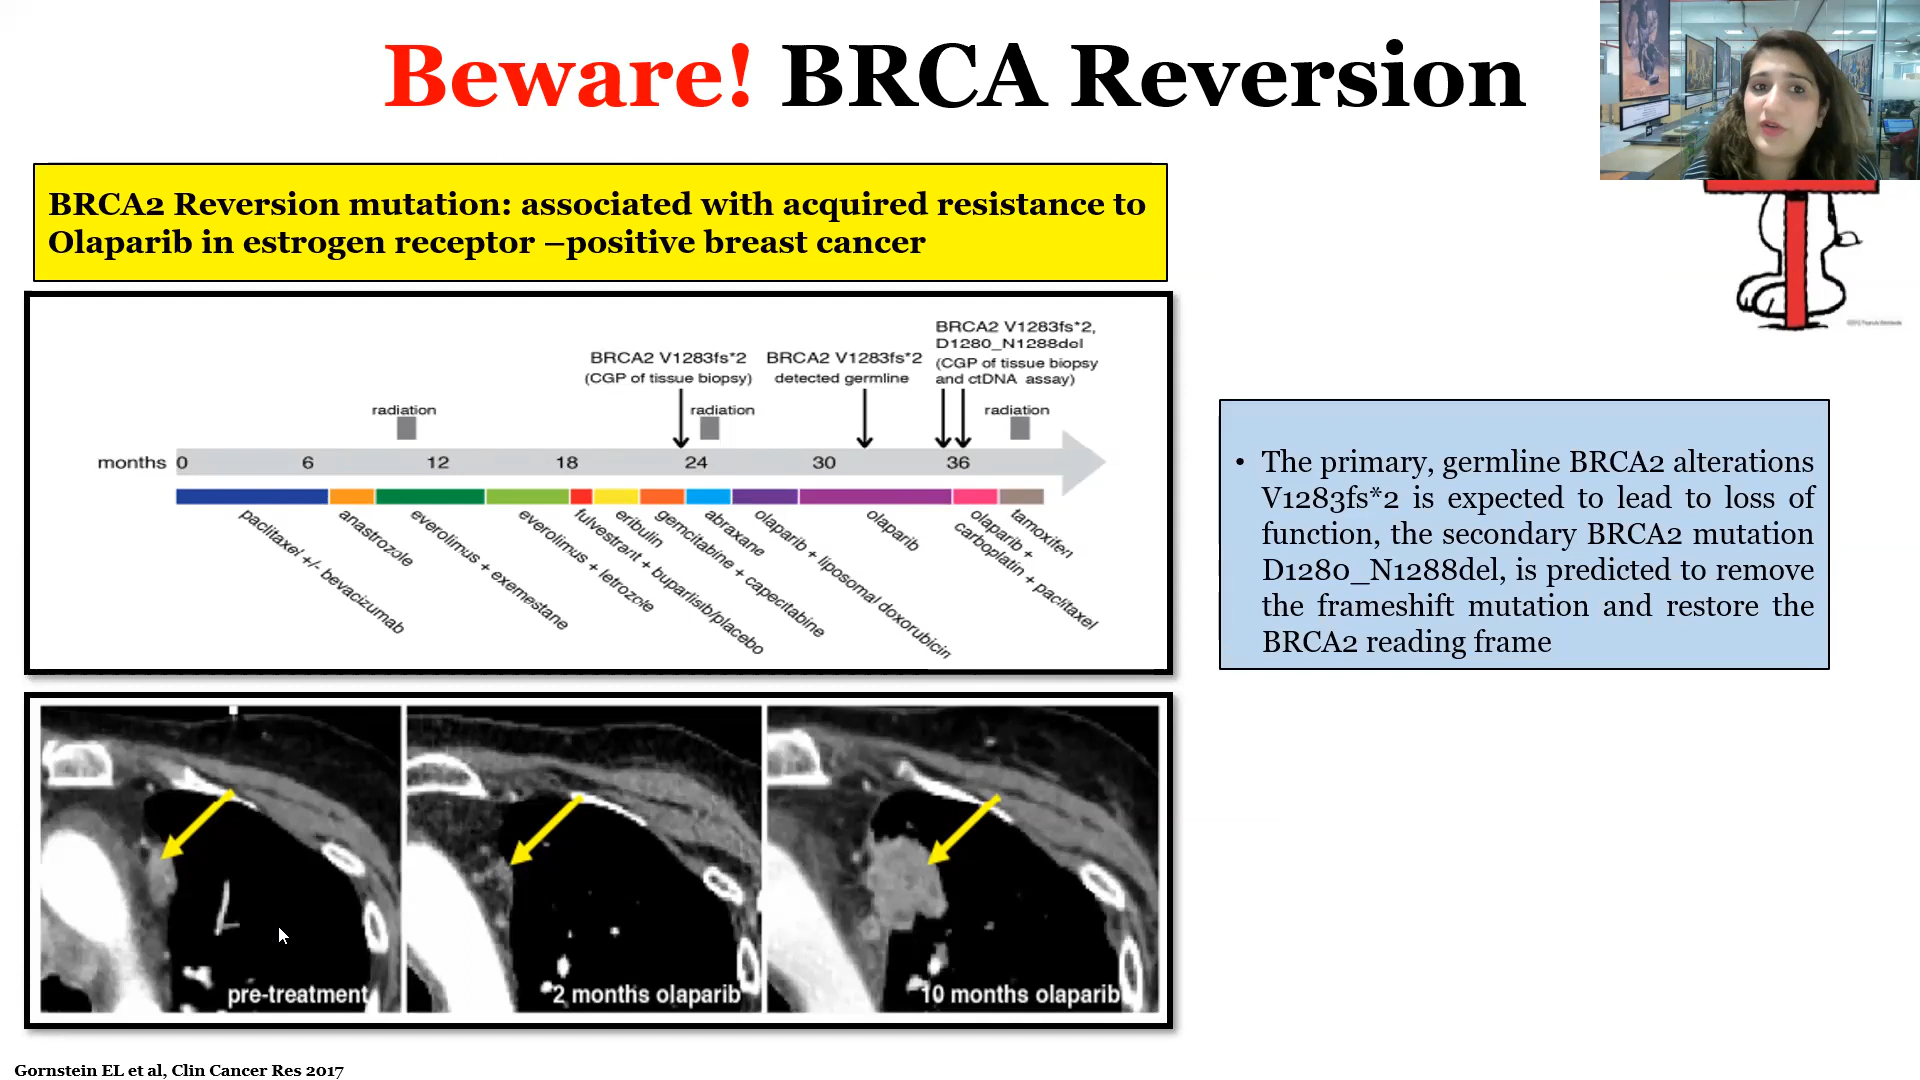 Beware! BRCA Reversion
BRCA2 Reversion mutation: associated with acquired resistance to
Olaparib in estrogen receptor –positive breast cancer
BRCA2 V1283fs*2
(CGP of tissue biopsy)
BRCA2 V1283fs*2
detected germline
BRCA2 V1283fs*2,
D1280_N1288del
(CGP of tissue biopsy
and ctDNA assay)
radiation
radiation
radiation
months 0 6 12 18 24 30 36
paclitaxel +/- bevacizumab
anastrozole
everolimus + exemestane
everolimus + letrozole
fulvestrant + buparlisib/placebo
eribulin
gemcitabine + capecitabine
abraxane
olaparib + liposomal doxorubicin
olaparib
olaparib +
carboplatin + paclitaxel
tamoxifen
• The primary, germline BRCA2 alterations
V1283fs*2 is expected to lead to loss of
function, the secondary BRCA2 mutation
D1280_N1288del, is predicted to remove
the frameshift mutation and restore the
BRCA2 reading frame
pre-treatment
2 months olaparib
10 months olaparib
Gornstein EL et al, Clin Cancer Res 2017